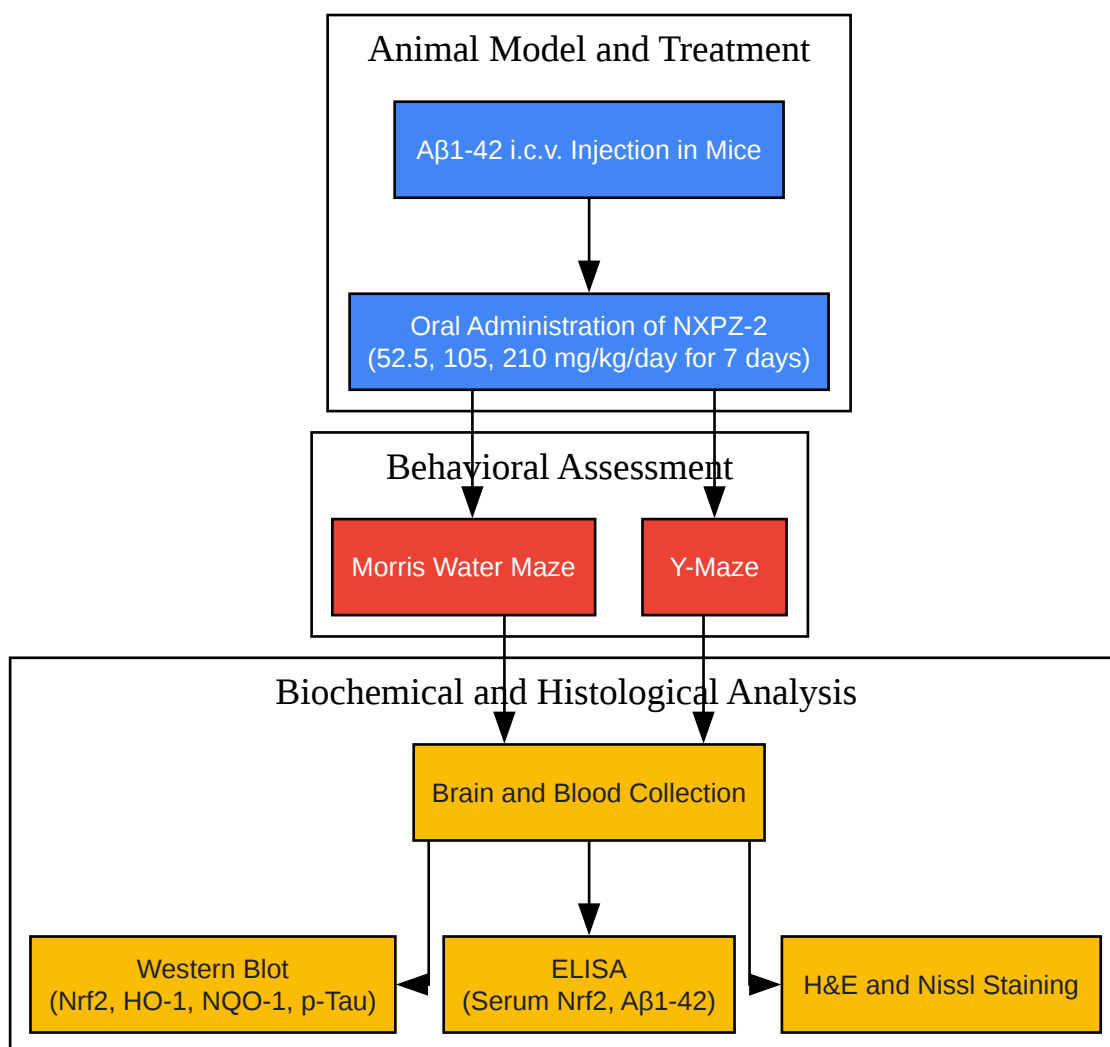 Animal Model and Treatment
Aβ1-42 i.c.v. Injection in Mice
Oral Administration of NXPZ-2
(52.5, 105, 210 mg/kg/day for 7 days)
Behavioral Assessment
Morris Water Maze
Y-Maze
Biochemical and Histological Analysis
Brain and Blood Collection
Western Blot
(Nrf2, HO-1, NQO-1, p-Tau)
ELISA
(Serum Nrf2, Aβ1-42)
H&E and Nissl Staining